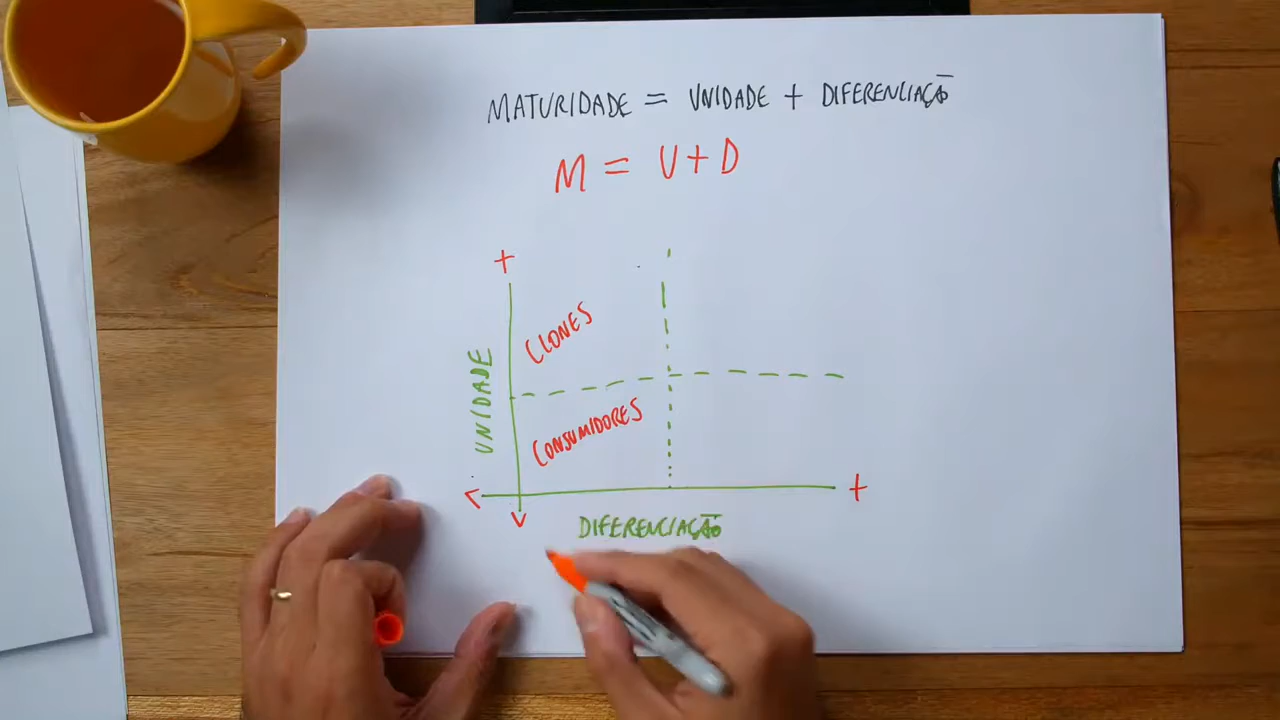 MATURIDADE = UNIDADE + DIFERENCIAÇÃO
M = U + D
+
CLONES
UNIDADE
CONSUMIDORES
+
DIFERENCIAÇÃO